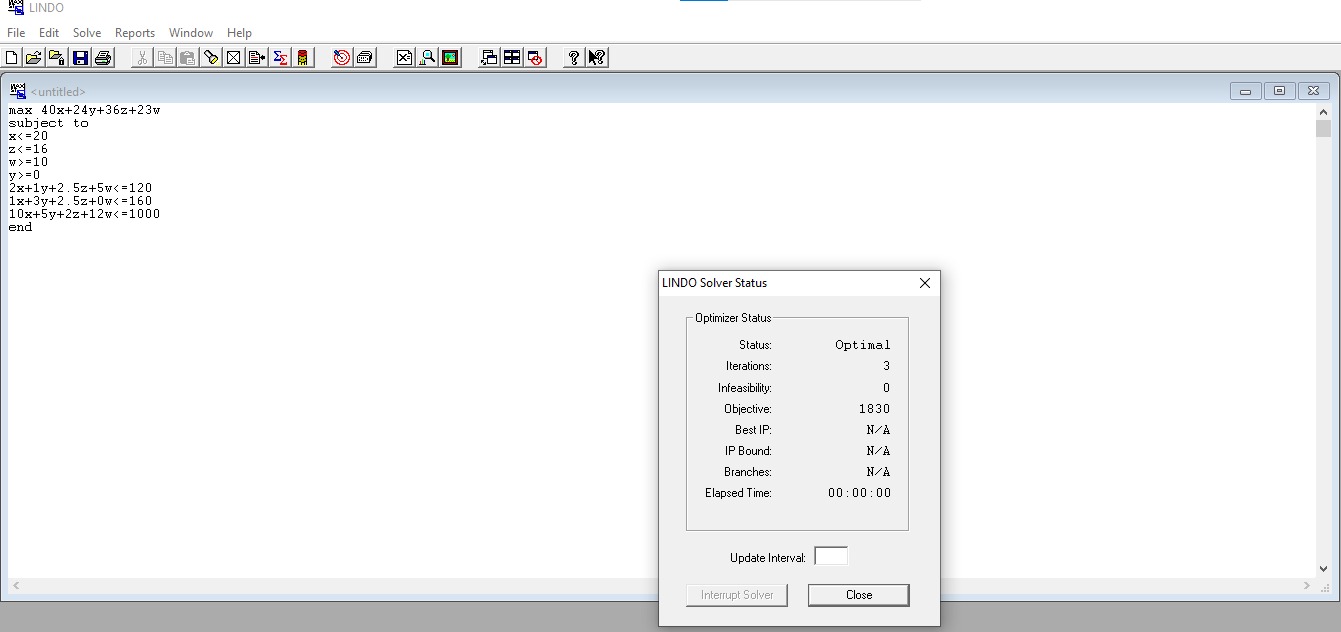 LINDO
File Edit Solve Reports Window Help
<untitled>
max 40x+24y+36z+23w
subject to
x<=20
z<=16
w>=10
y>=0
2x+1y+2.5z+5w<=120
1x+3y+2.5z+0w<=160
10x+5y+2z+12w<=1000
end
LINDO Solver Status
Optimizer Status
Status: Optimal
Iterations: 3
Infeasibility: 0
Objective: 1830
Best IP: N/A
IP Bound: N/A
Branches: N/A
Elapsed Time: 00:00:00
Update Interval:
Interrupt Solver Close